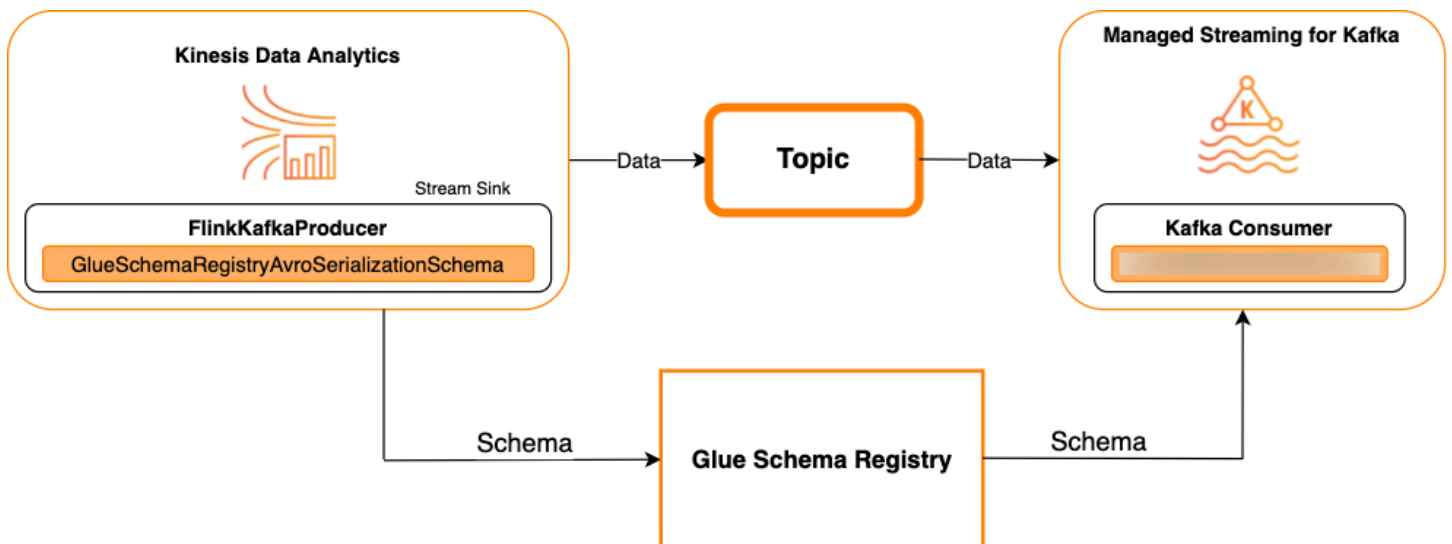 Kinesis Data Analytics
Stream Sink
FlinkKafkaProducer
GlueSchemaRegistryAvroSerializationSchema
Data
Topic
Data
Managed Streaming for Kafka
K
Kafka Consumer
Schema
Glue Schema Registry
Schema